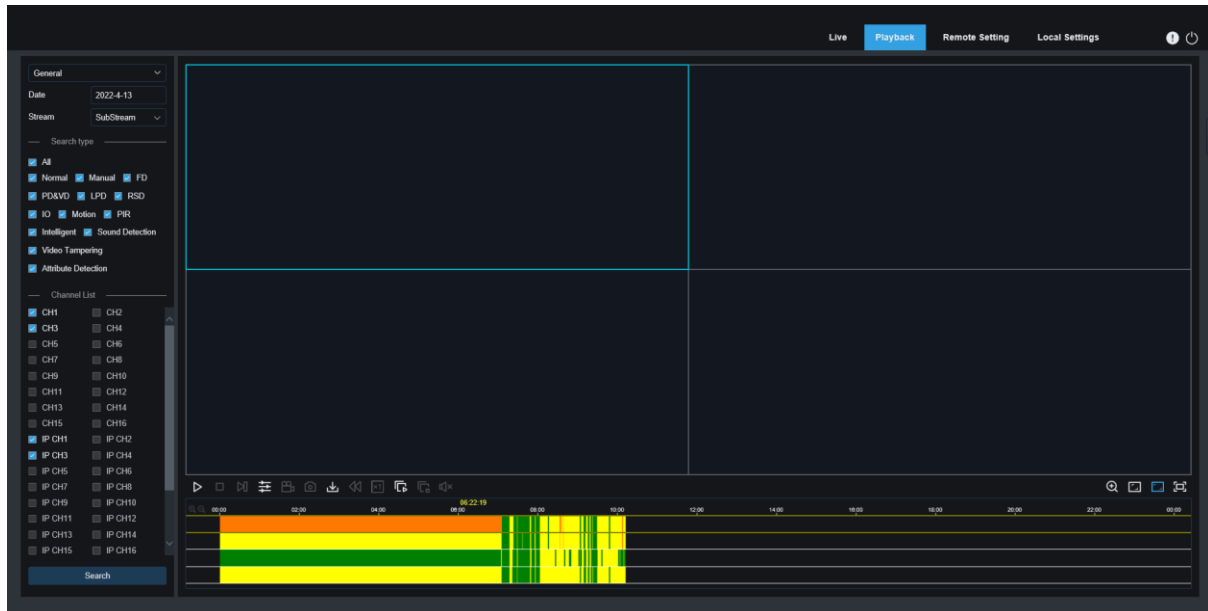 Live Playback Remote Setting Local Settings
General
Date 2022-4-13
Stream SubStream
Search type
All
Normal Manual FD
PD&VD LPD RSD
IO Motion PIR
Intelligent Sound Detection
Video Tampering
Attribute Detection
Channel List
CH1 CH2
CH3 CH4
CH5 CH6
CH7 CH8
CH9 CH10
CH11 CH12
CH13 CH14
CH15 CH16
IP CH1 IP CH2
IP CH3 IP CH4
IP CH5 IP CH6
IP CH7 IP CH8
IP CH9 IP CH10
IP CH11 IP CH12
IP CH13 IP CH14
IP CH15 IP CH16
Search
×1
06:22:19
00:00 02:00 04:00 06:00 08:00 10:00 12:00 14:00 16:00 18:00 20:00 22:00 00:00